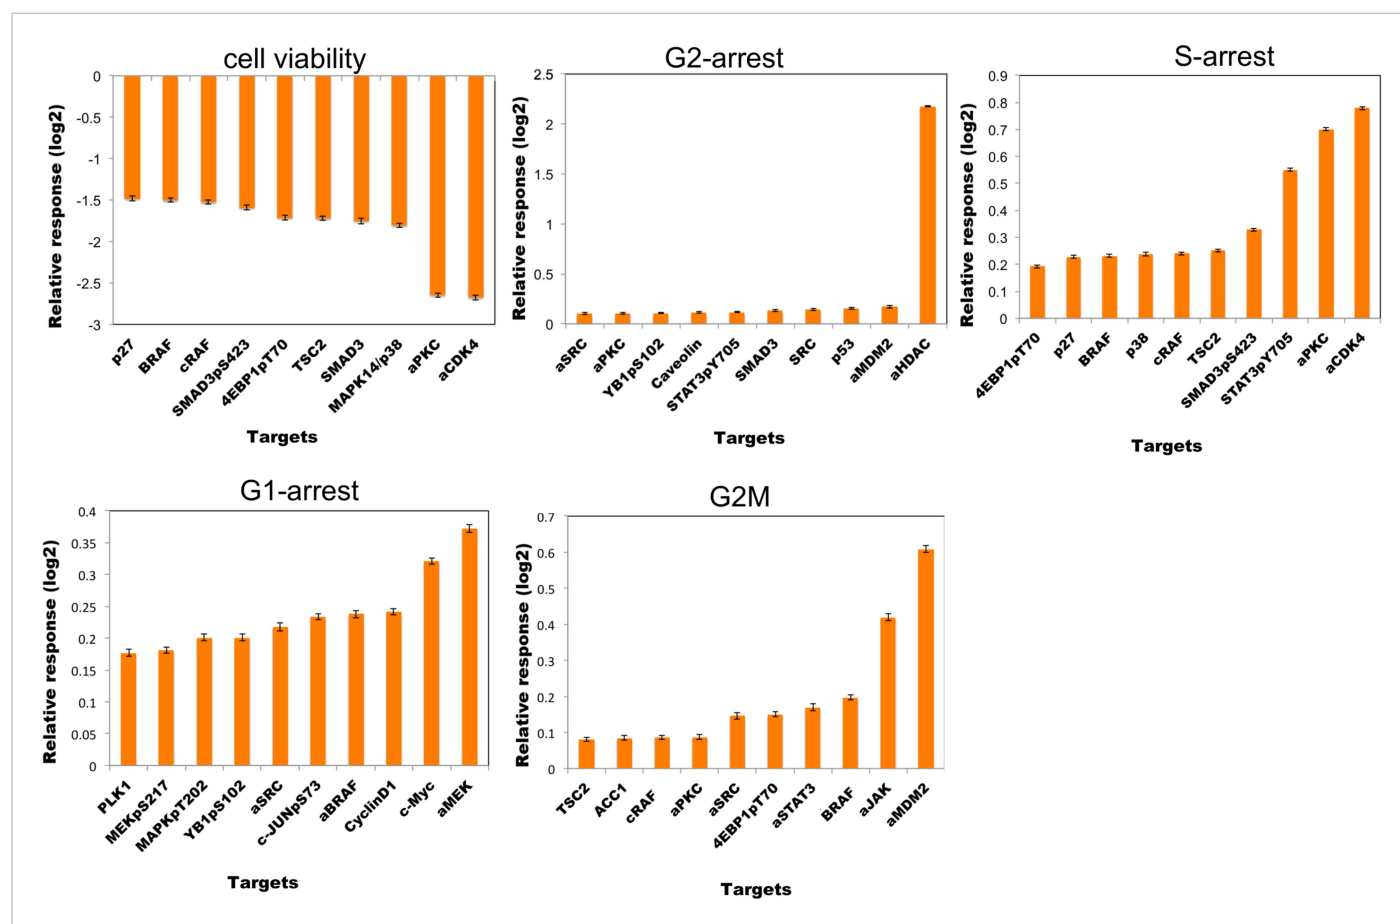 cell viability
Relative response (log2)
0
-0.5
-1
-1.5
-2
-2.5
-3
p27
BRAF
cRAF
SMAD3pS423
4EBP1pT70
TSC2
SMAD3
MAPK14/p38
aPKC
aCDK4
Targets
G2-arrest
Relative response (log2)
2.5
2
1.5
1
0.5
0
aSRC
aPKC
YB1pS102
Caveolin
STAT3pY705
SMAD3
SRC
p53
aMDM2
aHDAC
Targets
S-arrest
Relative response (log2)
0.9
0.8
0.7
0.6
0.5
0.4
0.3
0.2
0.1
0
4EBP1pT70
p27
BRAF
p38
cRAF
TSC2
SMAD3pS423
STAT3pY705
aPKC
aCDK4
Targets
G1-arrest
Relative response (log2)
0.4
0.35
0.3
0.25
0.2
0.15
0.1
0.05
0
PLK1
MEKpS217
MAPKpT202
YB1pS102
aSRC
c-JUNpS73
aBRAF
CyclinD1
c-Myc
aMEK
Targets
G2M
Relative response (log2)
0.7
0.6
0.5
0.4
0.3
0.2
0.1
0
TSC2
ACC1
cRAF
aPKC
aSRC
4EBP1pT70
aSTAT3
BRAF
aJAK
aMDM2
Targets